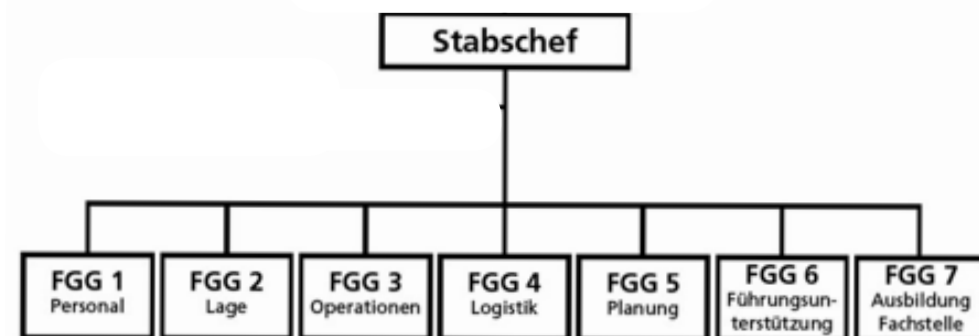 Stabschef
FGG 1
Personal
FGG 2
Lage
FGG 3
Operationen
FGG 4
Logistik
FGG 5
Planung
FGG 6
Führungsun-
terstützung
FGG 7
Ausbildung
Fachstelle